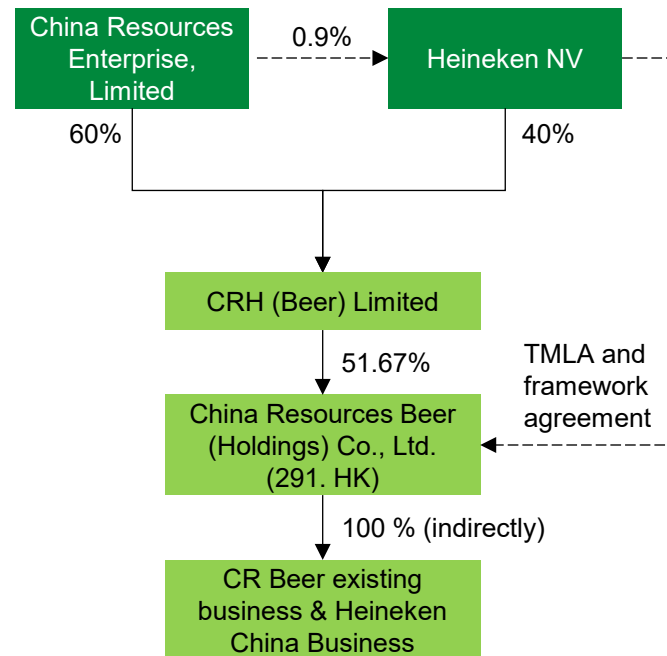 China Resources
Enterprise,
Limited
0.9%
Heineken NV
60%
40%
CRH (Beer) Limited
51.67%
TMLA and
framework
agreement
China Resources Beer
(Holdings) Co., Ltd.
(291. HK)
100 % (indirectly)
CR Beer existing
business & Heineken
China Business